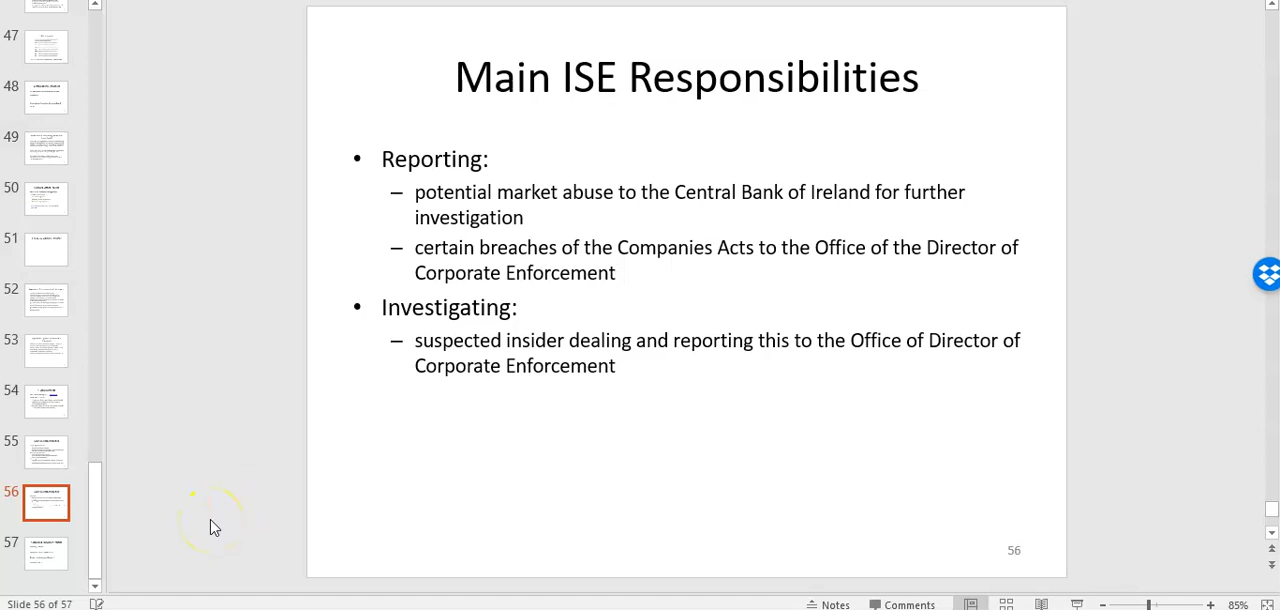 47
48
49
50
51
52
53
54
55
56
57
Main ISE Responsibilities
• Reporting:
– potential market abuse to the Central Bank of Ireland for further
investigation
– certain breaches of the Companies Acts to the Office of the Director of
Corporate Enforcement
• Investigating:
– suspected insider dealing and reporting this to the Office of Director of
Corporate Enforcement
56
Slide 56 of 57
Notes
Comments
85%